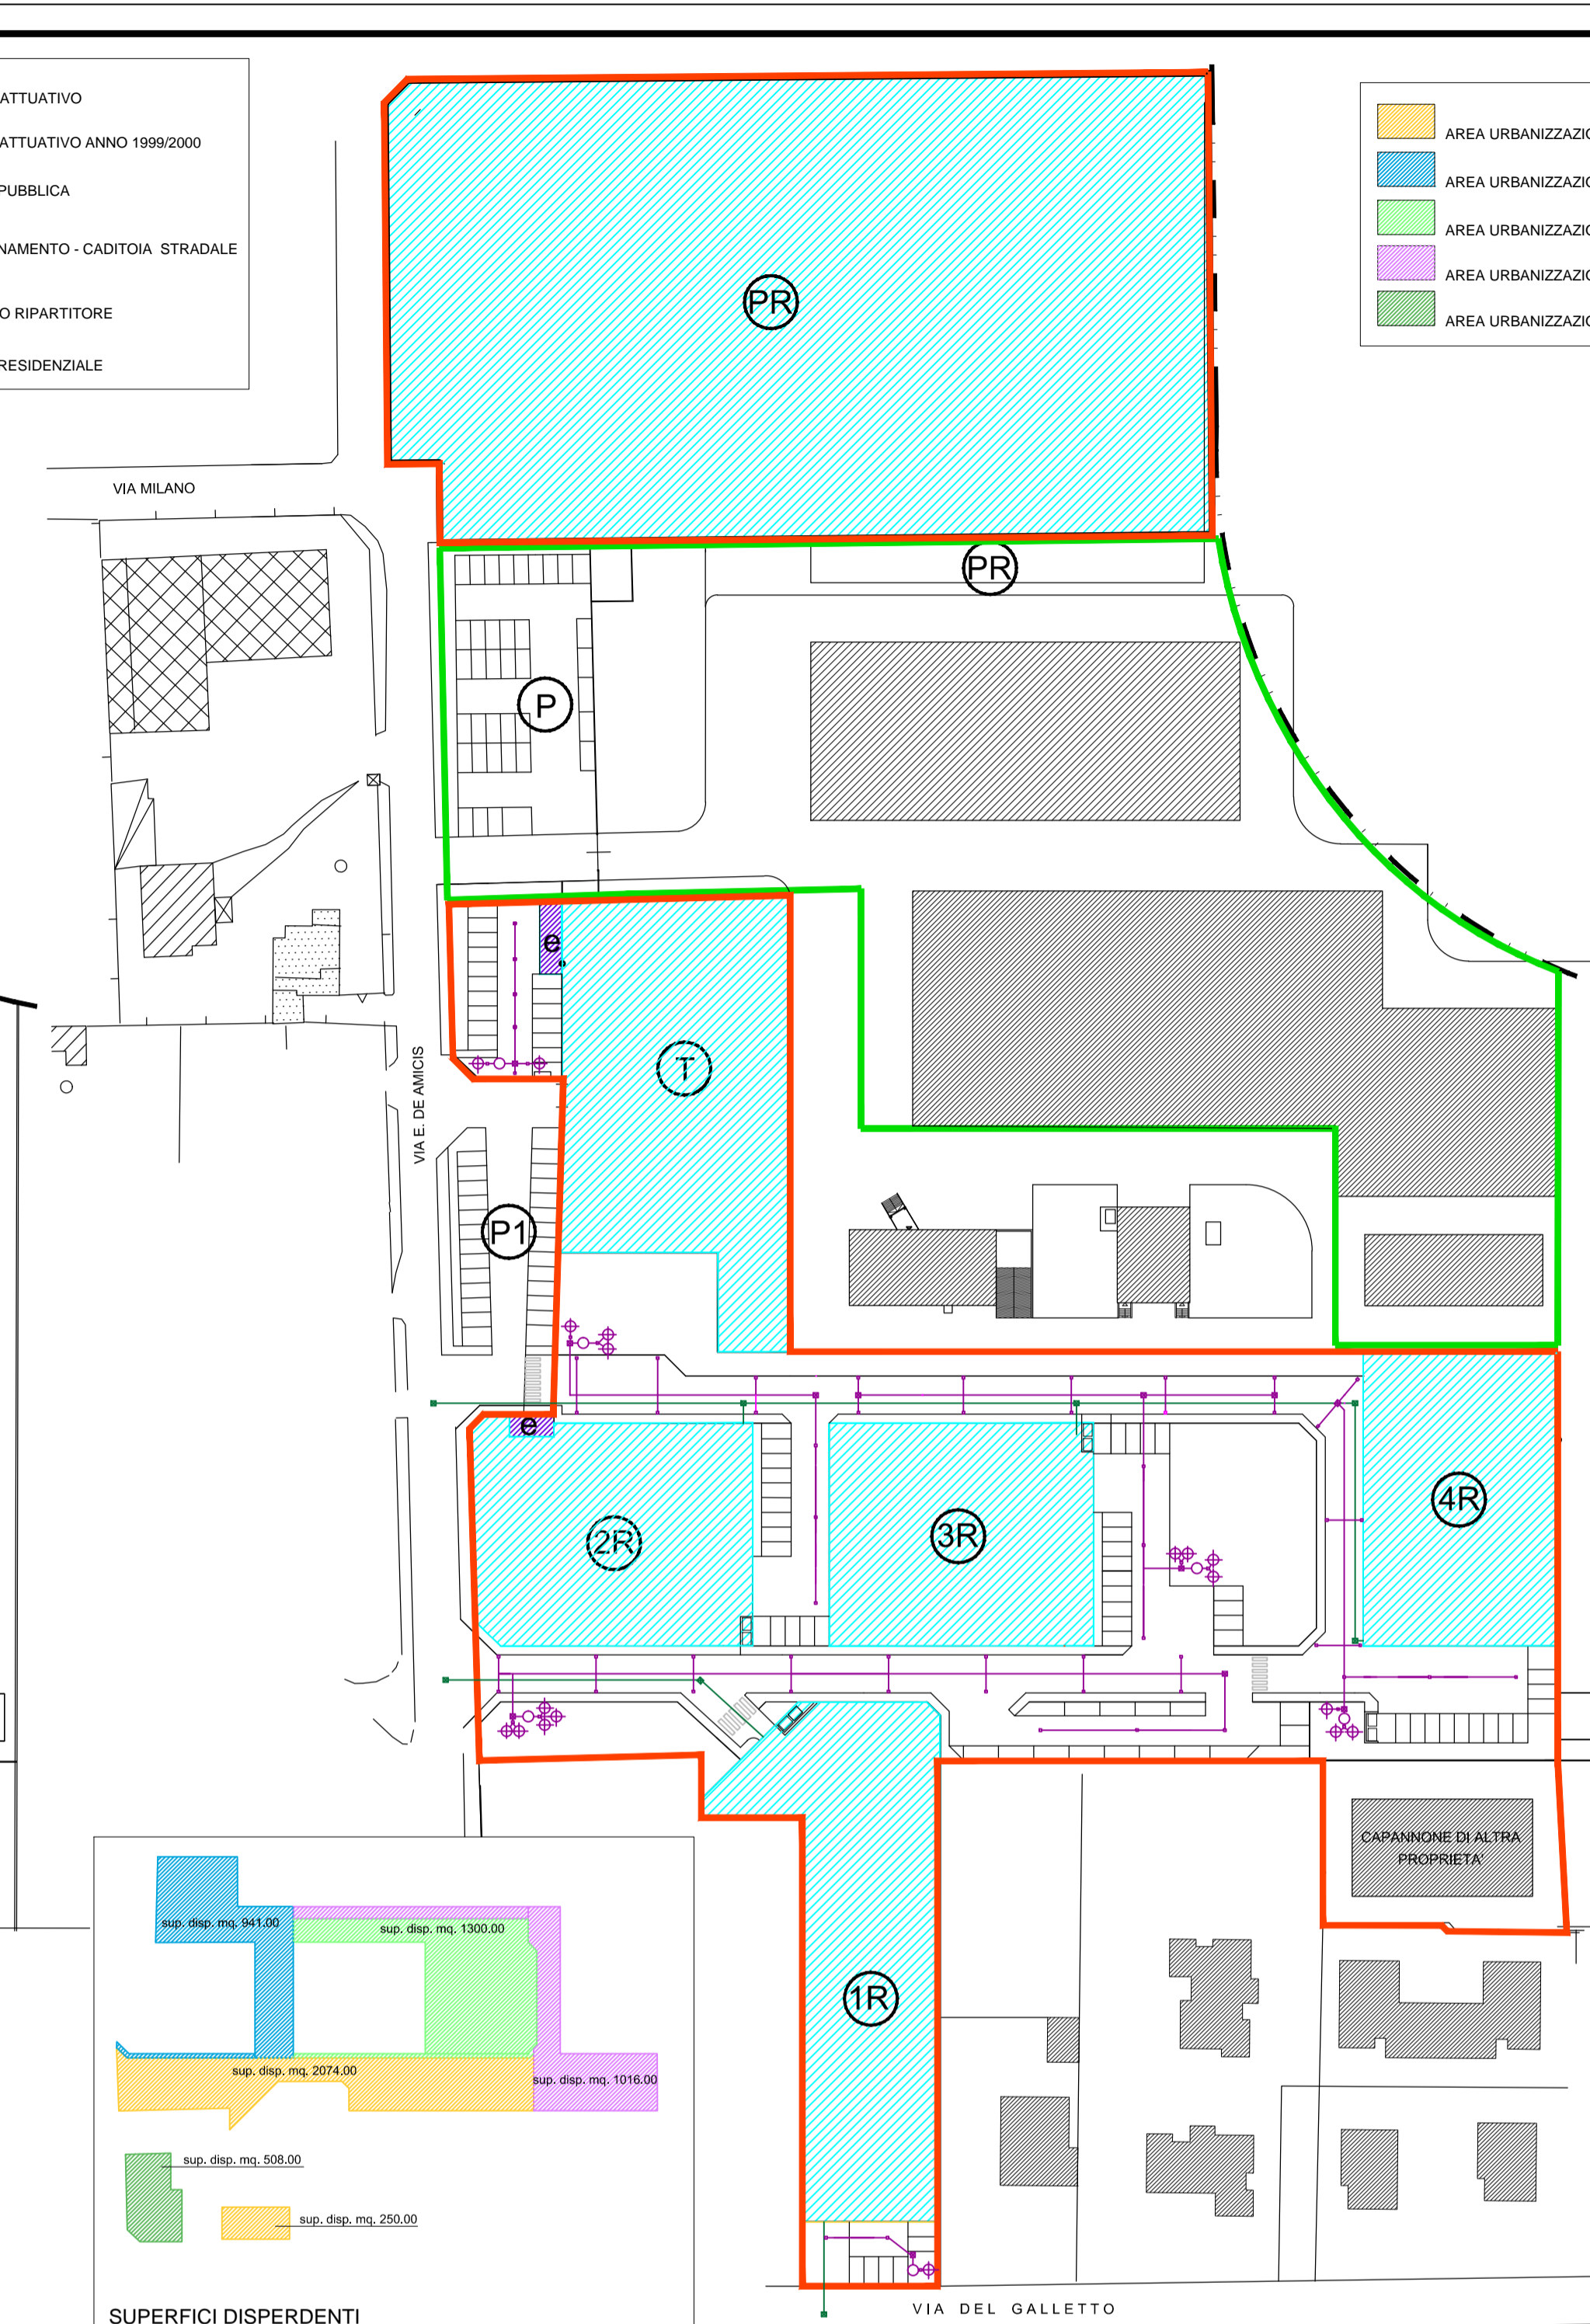 ATTUATIVO
ATTUATIVO ANNO 1999/2000
PUBBLICA
NAMENTO - CADITOIA STRADALE
O RIPARTITORE
RESIDENZIALE
AREA URBANIZZAZIO
AREA URBANIZZAZIO
AREA URBANIZZAZIO
AREA URBANIZZAZIO
AREA URBANIZZAZIO
PR
VIA MILANO
PR
P
e
T
VIA E. DE AMICIS
P1
e
2R
3R
4R
CAPANNONE DI ALTRA
PROPRIETA'
1R
sup. disp. mq. 941.00
sup. disp. mq. 1300.00
sup. disp. mq. 2074.00
sup. disp. mq. 1016.00
sup. disp. mq. 508.00
sup. disp. mq. 250.00
SUPERFICI DISPERDENTI
VIA DEL GALLETTO